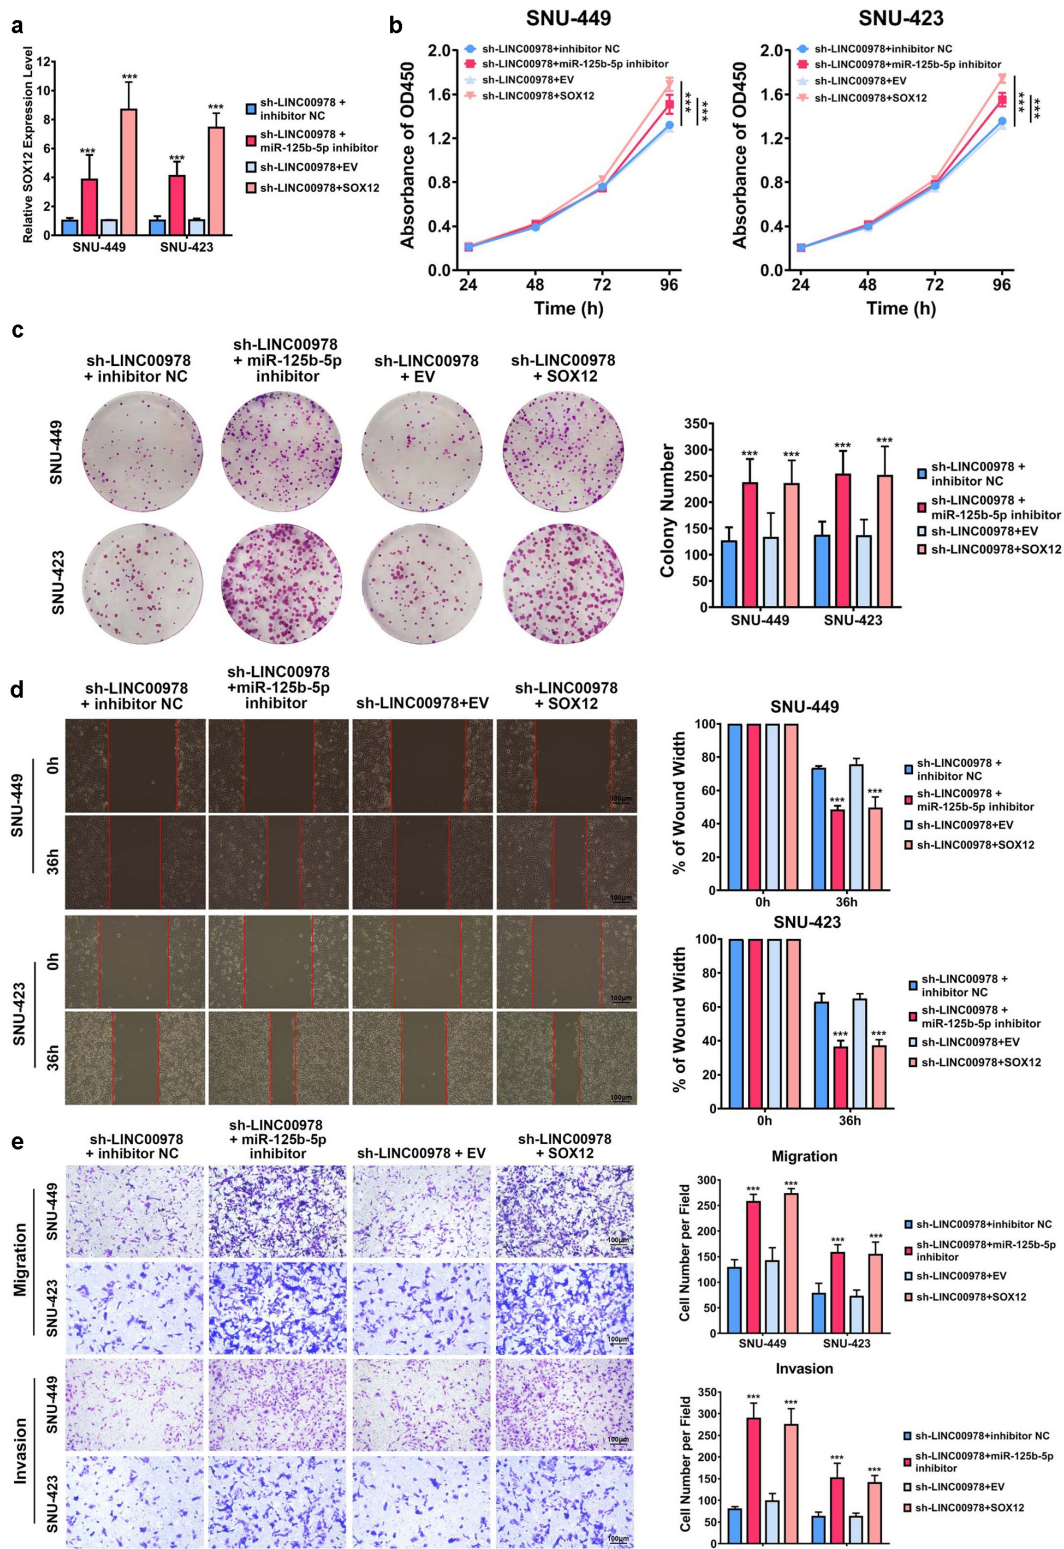 a
Relative SOX12 Expression Level
12
10
8
6
4
2
0
***
***
***
***
SNU-449
SNU-423
sh-LINC00978 +
inhibitor NC
sh-LINC00978 +
miR-125b-5p inhibitor
sh-LINC00978+EV
sh-LINC00978+SOX12
b
SNU-449
Absorbance of OD450
2.0
1.6
1.2
0.8
0.4
0.0
sh-LINC00978+inhibitor NC
sh-LINC00978+miR-125b-5p inhibitor
sh-LINC00978+EV
sh-LINC00978+SOX12
***
***
24
48
72
96
Time (h)
SNU-423
Absorbance of OD450
2.0
1.6
1.2
0.8
0.4
0.0
sh-LINC00978+inhibitor NC
sh-LINC00978+miR-125b-5p inhibitor
sh-LINC00978+EV
sh-LINC00978+SOX12
***
***
24
48
72
96
Time (h)
c
sh-LINC00978
+ inhibitor NC
sh-LINC00978
+ miR-125b-5p
inhibitor
sh-LINC00978
+ EV
sh-LINC00978
+ SOX12
SNU-449
SNU-423
Colony Number
350
300
250
200
150
100
50
0
***
***
***
***
SNU-449
SNU-423
sh-LINC00978 +
inhibitor NC
sh-LINC00978 +
miR-125b-5p inhibitor
sh-LINC00978+EV
sh-LINC00978+SOX12
d
sh-LINC00978
+ inhibitor NC
sh-LINC00978
+miR-125b-5p
inhibitor
sh-LINC00978+EV
sh-LINC00978
+ SOX12
SNU-449
0h
100μm
36h
100μm
SNU-423
0h
100μm
36h
100μm
SNU-449
% of Wound Width
100
80
60
40
20
0
***
***
0h
36h
sh-LINC00978 +
inhibitor NC
sh-LINC00978 +
miR-125b-5p inhibitor
sh-LINC00978+EV
sh-LINC00978+SOX12
SNU-423
% of Wound Width
100
80
60
40
20
0
***
***
0h
36h
sh-LINC00978 +
inhibitor NC
sh-LINC00978 +
miR-125b-5p inhibitor
sh-LINC00978+EV
sh-LINC00978+SOX12
e
sh-LINC00978
+ inhibitor NC
sh-LINC00978
+ miR-125b-5p
inhibitor
sh-LINC00978 + EV
sh-LINC00978
+ SOX12
Migration
SNU-449
100μm
SNU-423
100μm
Invasion
SNU-449
100μm
SNU-423
100μm
Migration
Cell Number per Field
300
250
200
150
100
50
0
***
***
***
***
SNU-449
SNU-423
sh-LINC00978+inhibitor NC
sh-LINC00978+miR-125b-5p
inhibitor
sh-LINC00978+EV
sh-LINC00978+SOX12
Invasion
Cell Number per Field
350
300
250
200
150
100
50
0
***
***
***
***
sh-LINC00978+inhibitor NC
sh-LINC00978+miR-125b-5p
inhibitor
sh-LINC00978+EV
sh-LINC00978+SOX12